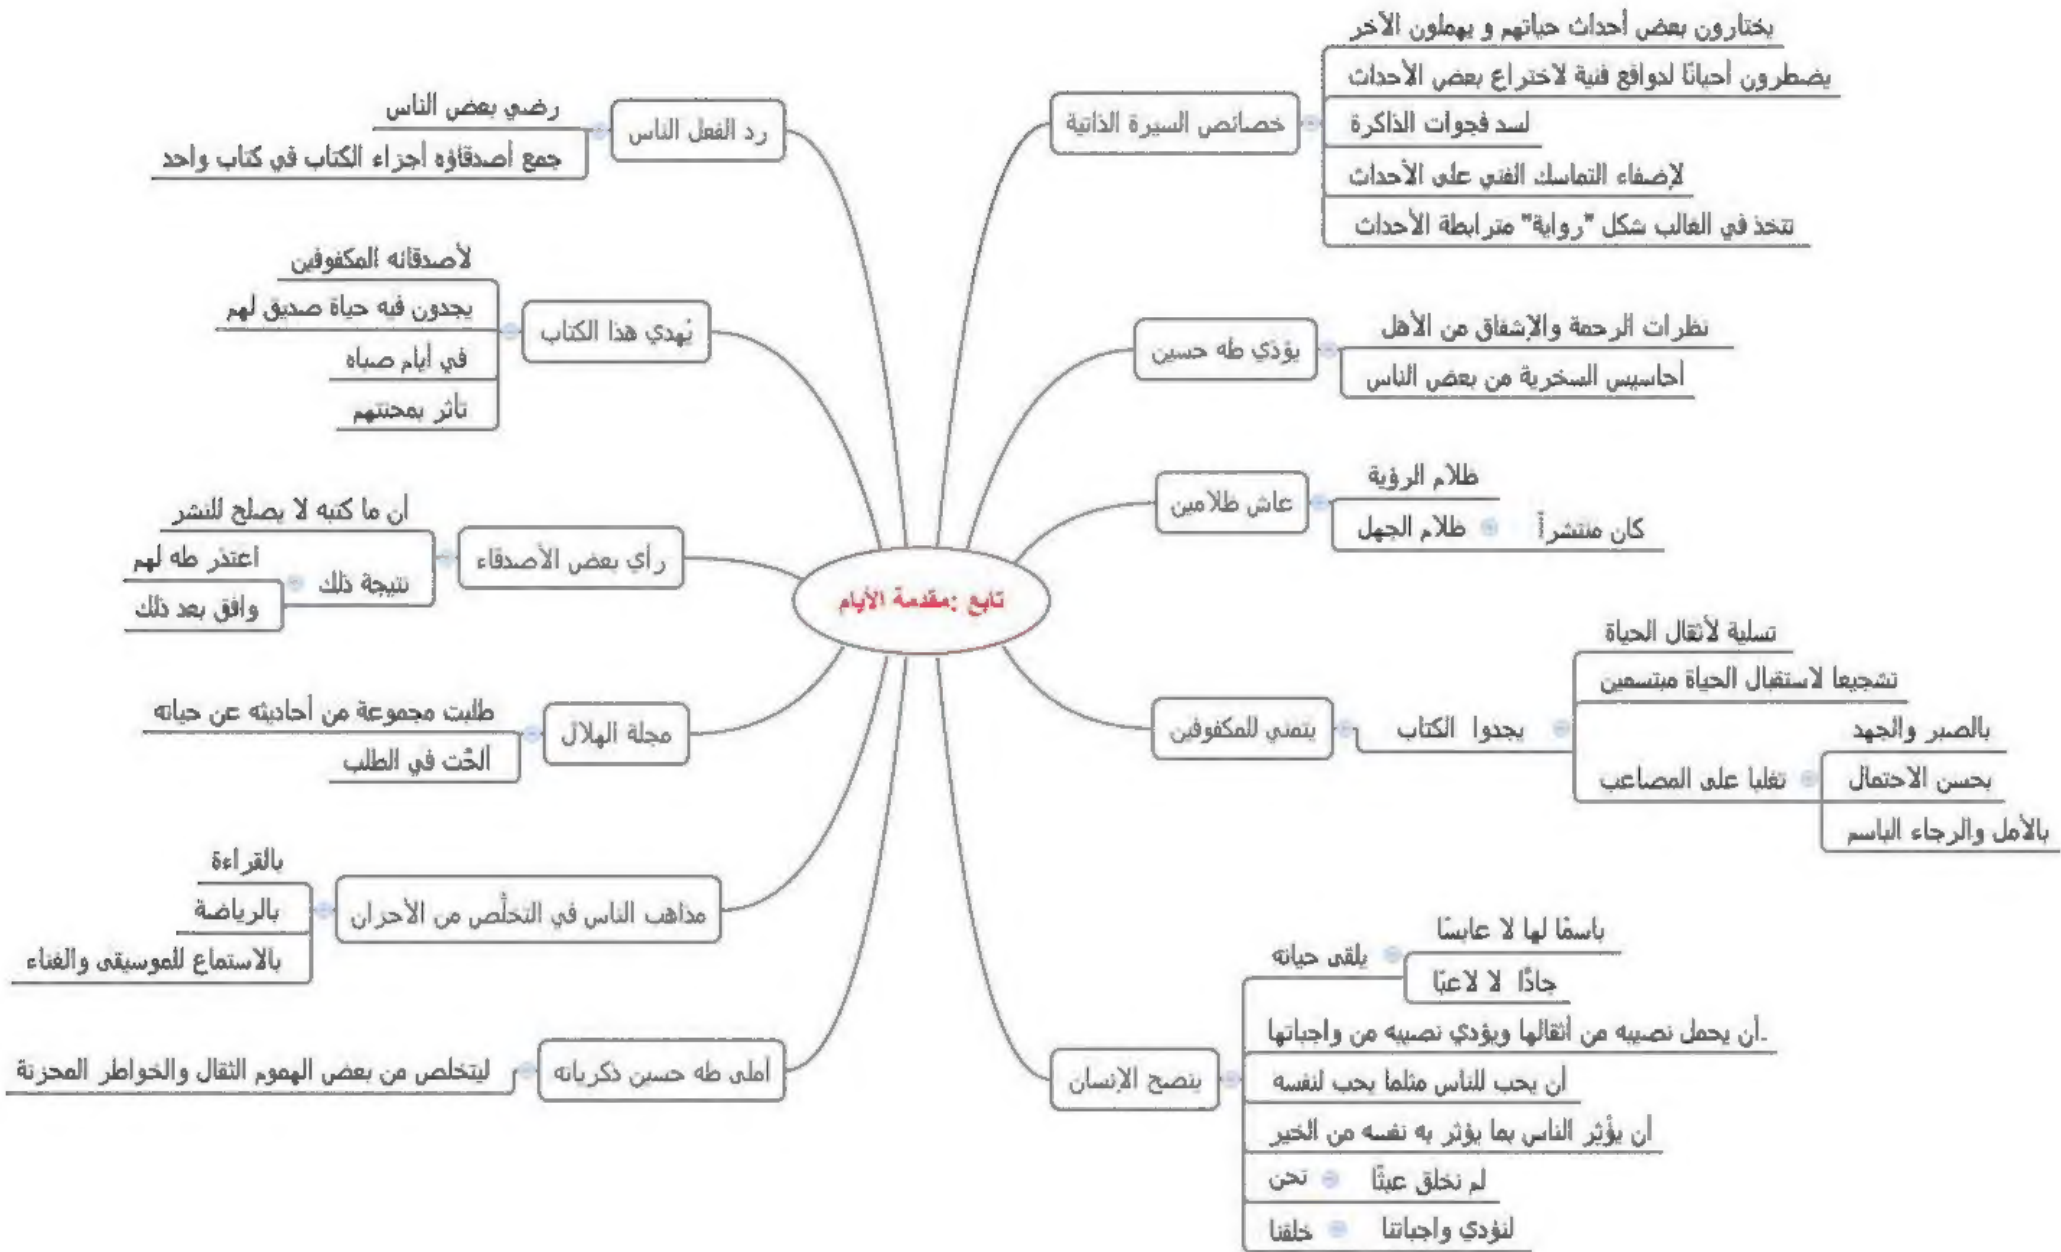 تابع :مقدمة الأيام
خصائص السيرة الذاتية
يختارون بعض أحداث حياتهم و يهملون الآخر
يضطرون أحيانًا لدوافع فنية لاختراع بعض الأحداث
لسد فجوات الذاكرة
لإضفاء التماسك الفني على الأحداث
تتخذ في الغالب شكل "رواية" مترابطة الأحداث
يؤذي طه حسين
نظرات الرحمة والإشفاق من الأهل
أحاسيس السخرية من بعض الناس
عاش ظلامين
ظلام الرؤية
ظلام الجهل
كان منتشراً
يتمني للمكفوفين
يجدوا الكتاب
تسلية لأثقال الحياة
تشجيعا لاستقبال الحياة مبتسمين
تغلبا على المصاعب
بالصبر والجهد
بحسن الاحتمال
بالأمل والرجاء الباسم
ينصح الإنسان
يلقى حياته
باسمًا لها لا عابسًا
جادًا لا لاعبًا
.أن يحمل نصيبه من أثقالها ويؤدي نصيبه من واجباتها
أن يحب للناس مثلما يحب لنفسه
أن يؤثر الناس بما يؤثر به نفسه من الخير
نحن
لم نخلق عبثًا
خلقنا
لنؤدي واجباتنا
رد الفعل الناس
رضي بعض الناس
جمع أصدقاؤه أجزاء الكتاب في كتاب واحد
يُهدي هذا الكتاب
لأصدقائه المكفوفين
يجدون فيه حياة صديق لهم
في أيام صباه
تأثر بمحنتهم
رأي بعض الأصدقاء
أن ما كتبه لا يصلح للنشر
نتيجة ذلك
اعتذر طه لهم
وافق بعد ذلك
مجلة الهلال
طلبت مجموعة من أحاديثه عن حياته
ألحَّت في الطلب
مذاهب الناس في التخلُّص من الأحزان
بالقراءة
بالرياضة
بالاستماع للموسيقى والغناء
أملى طه حسين ذكرياته
ليتخلص من بعض الهموم الثقال والخواطر المحزنة